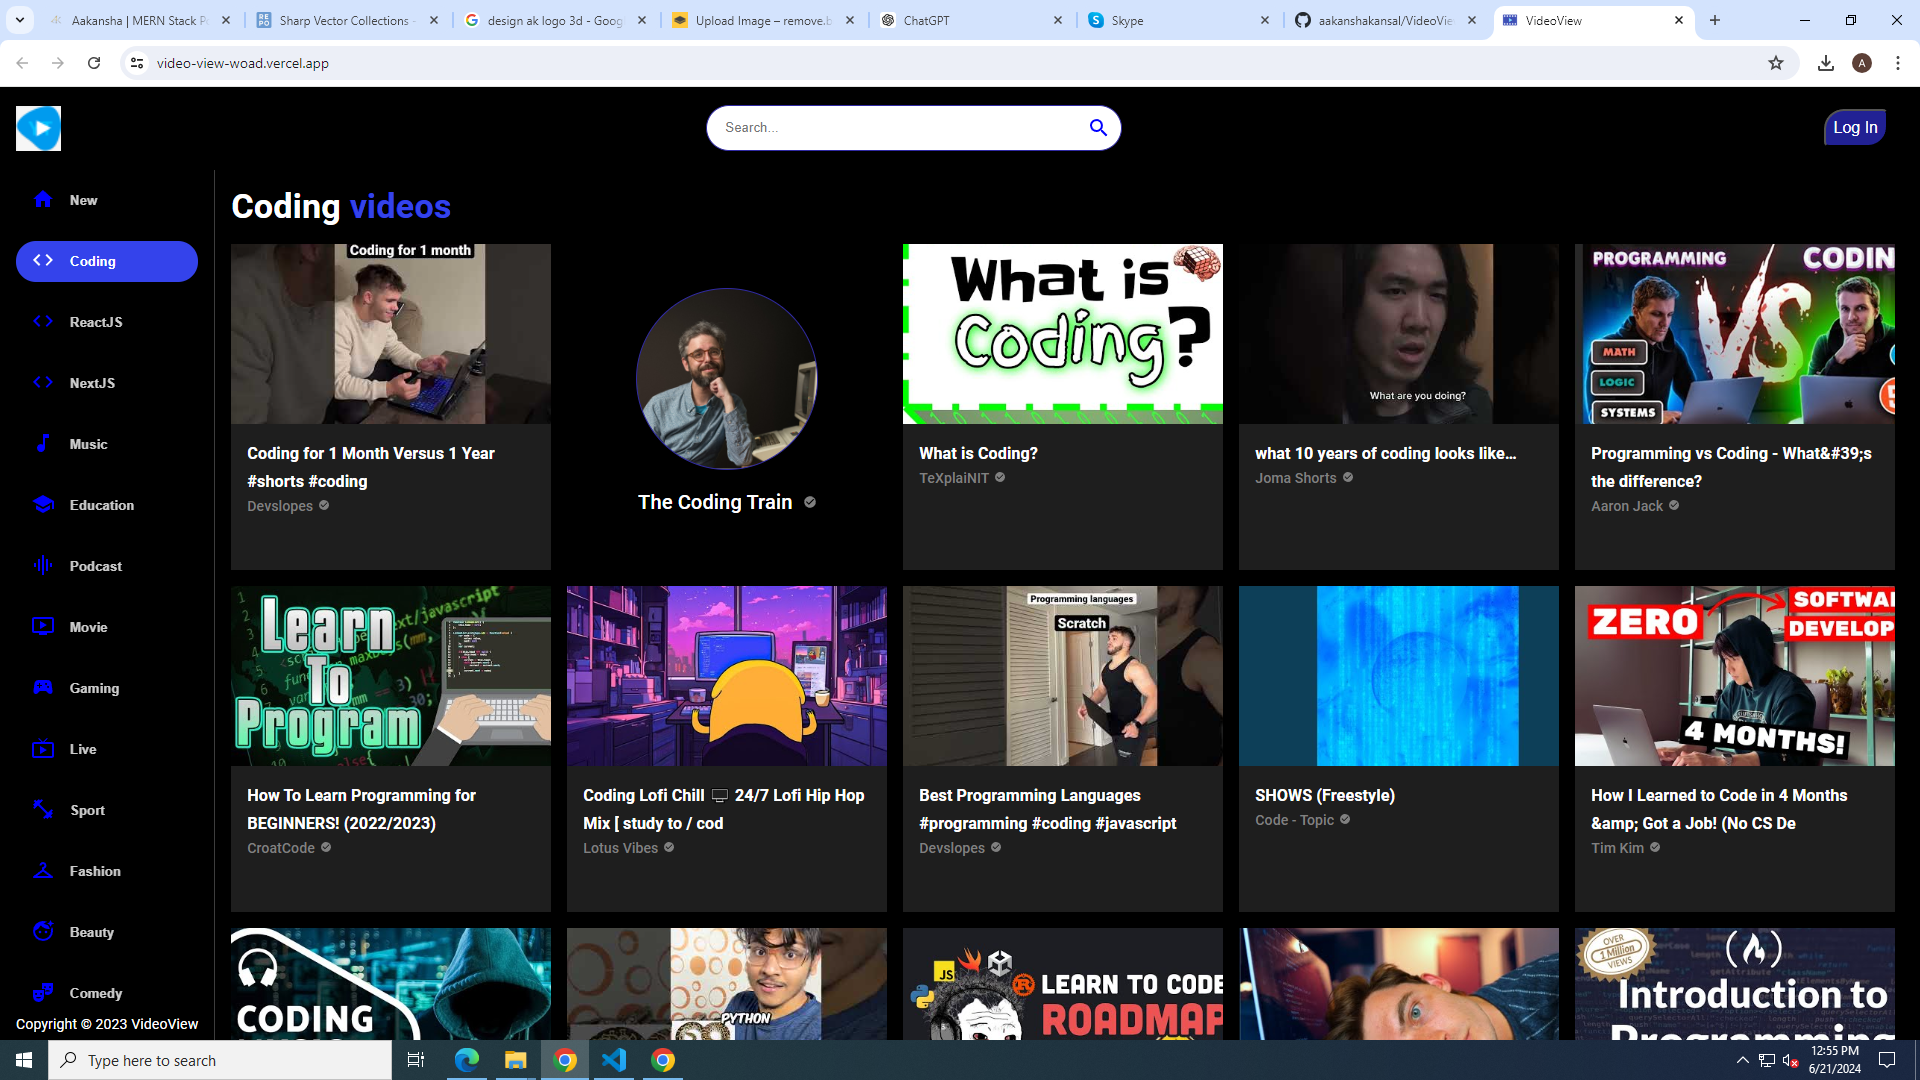 Aakansha | MERN Stack P
Sharp Vector Collections -
design ak logo 3d - Goog
Upload Image – remove.b
ChatGPT
Skype
aakanshakansal/VideoVie
VideoView
video-view-woad.vercel.app
A
Search...
Log In
New
Coding
ReactJS
NextJS
Music
Education
Podcast
Movie
Gaming
Live
Sport
Fashion
Beauty
Comedy
Copyright © 2023 VideoView
Coding videos
Coding for 1 month
Coding for 1 Month Versus 1 Year
#shorts #coding
Devslopes
The Coding Train
What is
Coding?
What is Coding?
TeXplaiNIT
What are you doing?
what 10 years of coding looks like…
Joma Shorts
PROGRAMMING
CODIN
VS
MATH
LOGIC
SYSTEMS
Programming vs Coding - What&#39;s
the difference?
Aaron Jack
Learn
To
Program
How To Learn Programming for
BEGINNERS! (2022/2023)
CroatCode
Coding Lofi Chill 🖥️ 24/7 Lofi Hip Hop
Mix [ study to / cod
Lotus Vibes
Programming languages
Scratch
Best Programming Languages
#programming #coding #javascript
Devslopes
SHOWS (Freestyle)
Code - Topic
ZERO
SOFTWA
DEVELOP
4 MONTHS!
How I Learned to Code in 4 Months
&amp; Got a Job! (No CS De
Tim Kim
CODING
PYTHON
JS
LEARN TO CODE
ROADMAP
OVER
1 Million
VIEWS
Introduction to
Programming
Type here to search
12:55 PM
6/21/2024